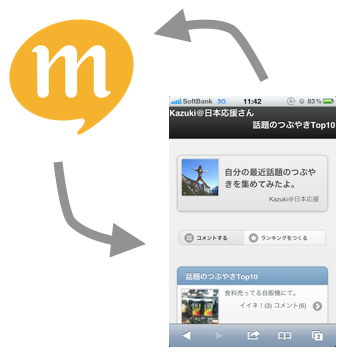 m
SoftBank 3G 11:42 83%
Kazuki@日本応援さん
話題のつぶやきTop10
自分の最近話題のつぶや
きを集めてみたよ。
Kazuki@日本応援
コメントする ランキングをつくる
話題のつぶやきTop10
食料売ってる自販機にて。
イイネ！(3) コメント(6)
2